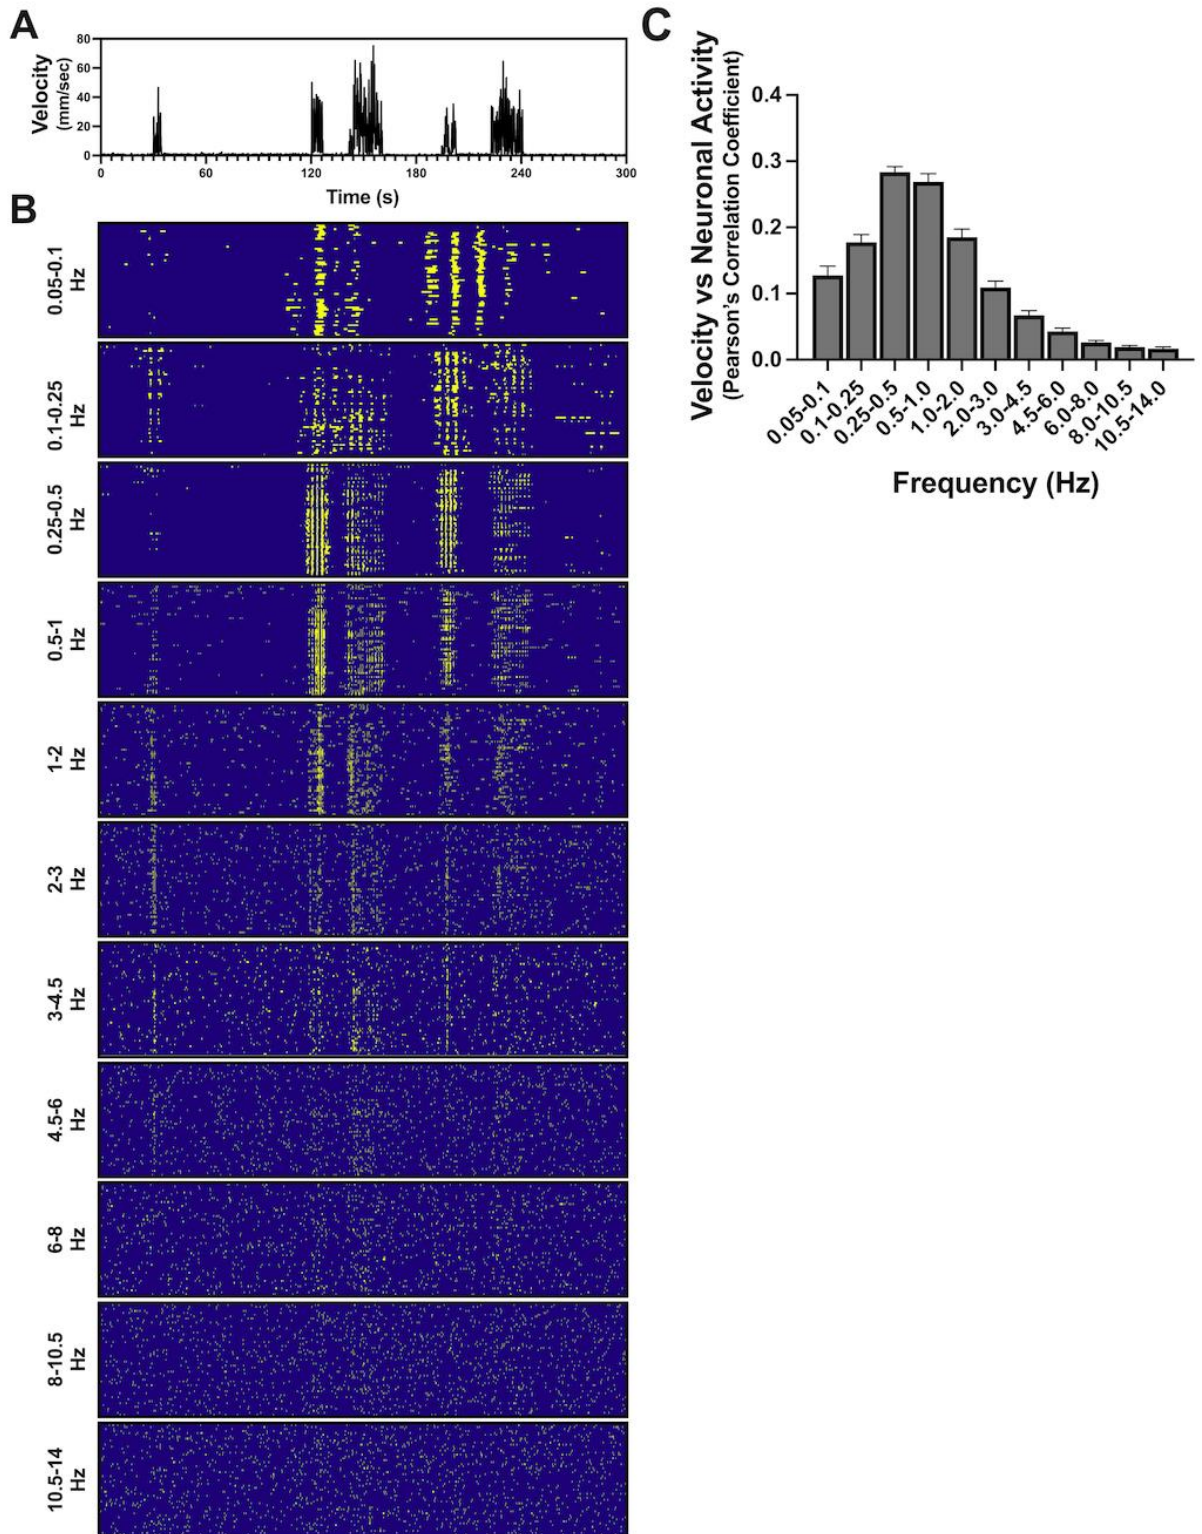 A
Velocity
(mm/sec)
80
60
40
20
0
0 60 120 180 240 300
Time (s)
B
0.05-0.1
Hz
0.1-0.25
Hz
0.25-0.5
Hz
0.5-1
Hz
1-2
Hz
2-3
Hz
3-4.5
Hz
4.5-6
Hz
6-8
Hz
8-10.5
Hz
10.5-14
Hz
C
Velocity vs Neuronal Activity
(Pearson's Correlation Coefficient)
0.4
0.3
0.2
0.1
0.0
0.05-0.1
0.1-0.25
0.25-0.5
0.5-1.0
1.0-2.0
2.0-3.0
3.0-4.5
4.5-6.0
6.0-8.0
8.0-10.5
10.5-14.0
Frequency (Hz)